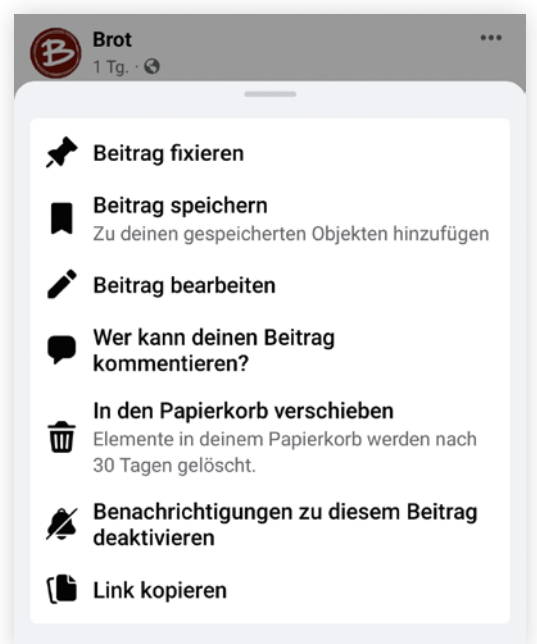 B
Brot
1 Tg. ·
Beitrag fixieren
Beitrag speichern
Zu deinen gespeicherten Objekten hinzufügen
Beitrag bearbeiten
Wer kann deinen Beitrag
kommentieren?
In den Papierkorb verschieben
Elemente in deinem Papierkorb werden nach
30 Tagen gelöscht.
Benachrichtigungen zu diesem Beitrag
deaktivieren
Link kopieren